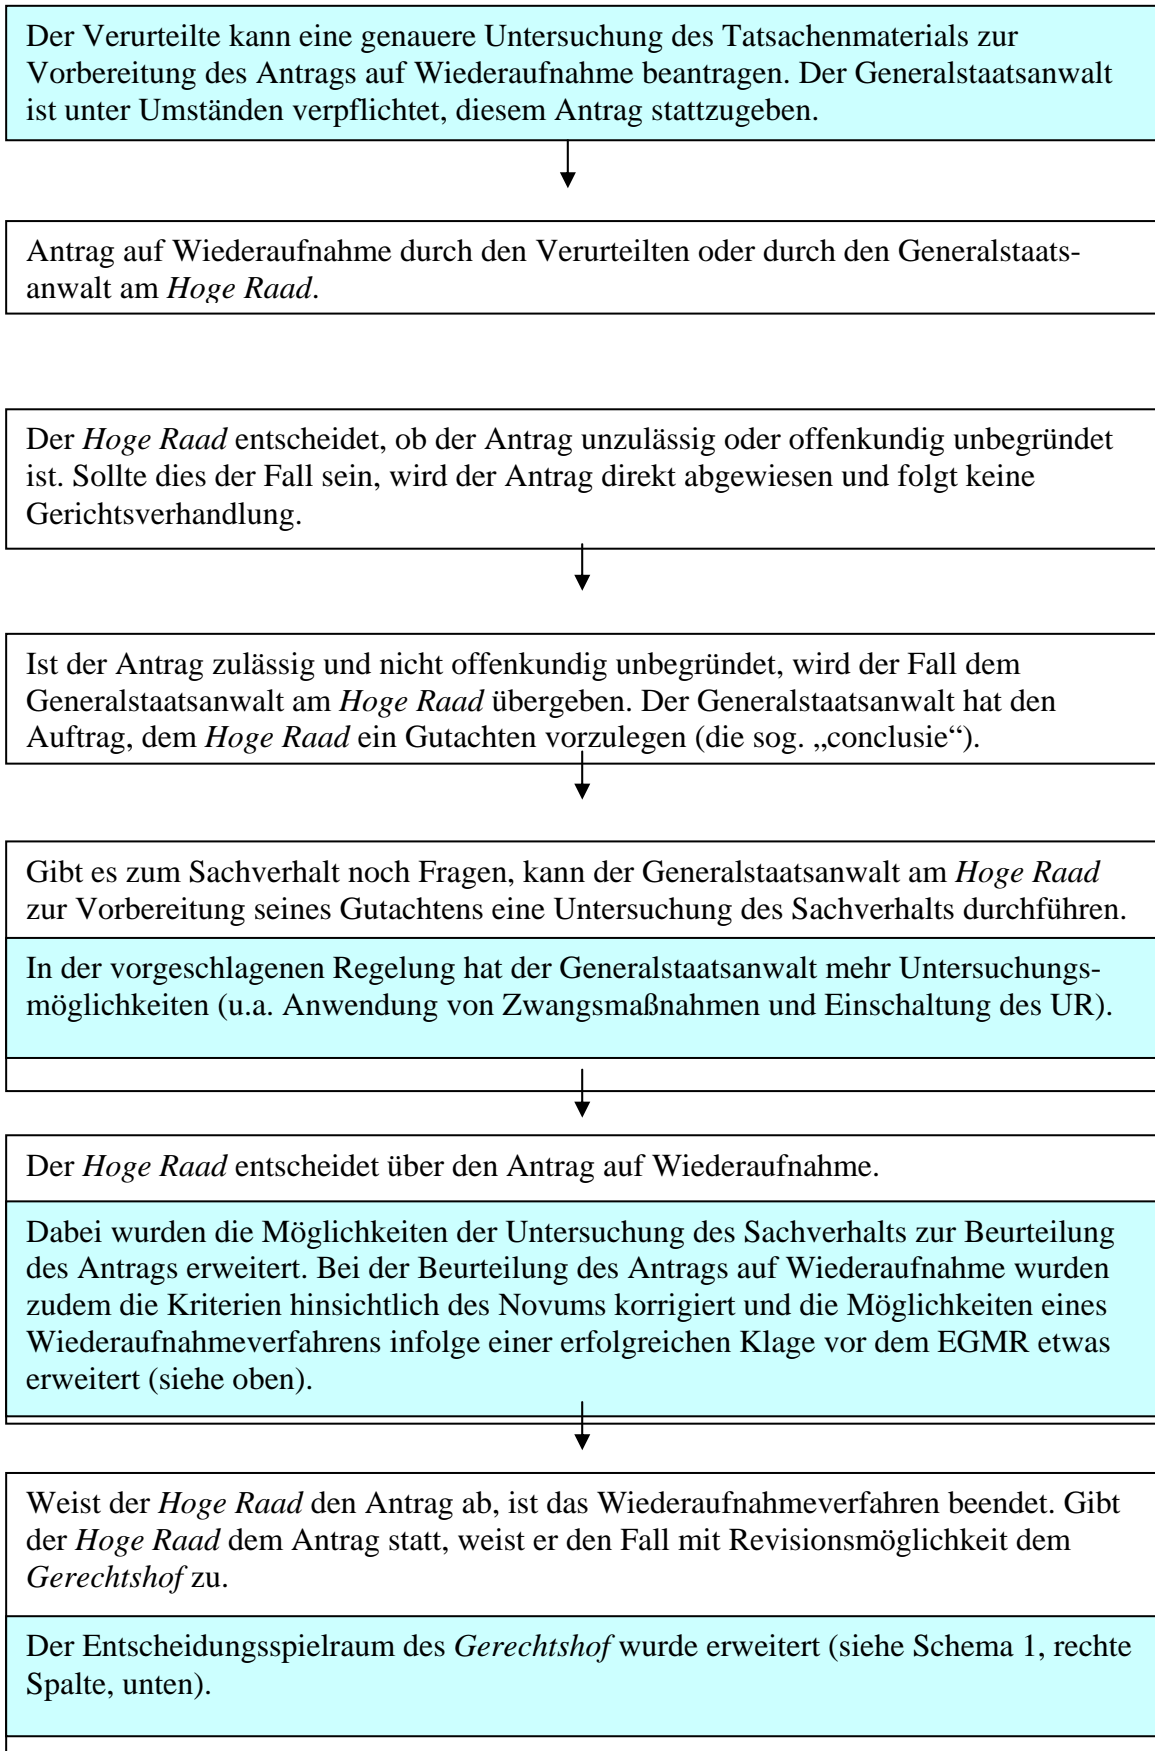 Der Verurteilte kann eine genauere Untersuchung des Tatsachenmaterials zur
Vorbereitung des Antrags auf Wiederaufnahme beantragen. Der Generalstaatsanwalt
ist unter Umständen verpflichtet, diesem Antrag stattzugeben.
Antrag auf Wiederaufnahme durch den Verurteilten oder durch den Generalstaats-
anwalt am Hoge Raad.
Der Hoge Raad entscheidet, ob der Antrag unzulässig oder offenkundig unbegründet
ist. Sollte dies der Fall sein, wird der Antrag direkt abgewiesen und folgt keine
Gerichtsverhandlung.
Ist der Antrag zulässig und nicht offenkundig unbegründet, wird der Fall dem
Generalstaatsanwalt am Hoge Raad übergeben. Der Generalstaatsanwalt hat den
Auftrag, dem Hoge Raad ein Gutachten vorzulegen (die sog. „conclusie“).
Gibt es zum Sachverhalt noch Fragen, kann der Generalstaatsanwalt am Hoge Raad
zur Vorbereitung seines Gutachtens eine Untersuchung des Sachverhalts durchführen.
In der vorgeschlagenen Regelung hat der Generalstaatsanwalt mehr Untersuchungs-
möglichkeiten (u.a. Anwendung von Zwangsmaßnahmen und Einschaltung des UR).
Der Hoge Raad entscheidet über den Antrag auf Wiederaufnahme.
Dabei wurden die Möglichkeiten der Untersuchung des Sachverhalts zur Beurteilung
des Antrags erweitert. Bei der Beurteilung des Antrags auf Wiederaufnahme wurden
zudem die Kriterien hinsichtlich des Novums korrigiert und die Möglichkeiten eines
Wiederaufnahmeverfahrens infolge einer erfolgreichen Klage vor dem EGMR etwas
erweitert (siehe oben).
Weist der Hoge Raad den Antrag ab, ist das Wiederaufnahmeverfahren beendet. Gibt
der Hoge Raad dem Antrag statt, weist er den Fall mit Revisionsmöglichkeit dem
Gerechtshof zu.
Der Entscheidungsspielraum des Gerechtshof wurde erweitert (siehe Schema 1, rechte
Spalte, unten).